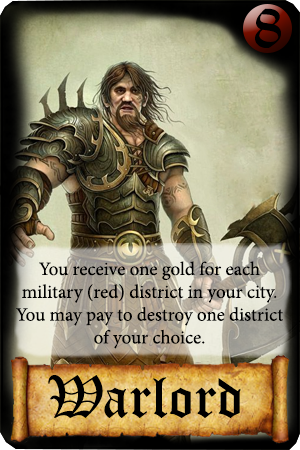 8
You receive one gold for each
military (red) district in your city.
You may pay to destroy one district
of your choice.
Warlord